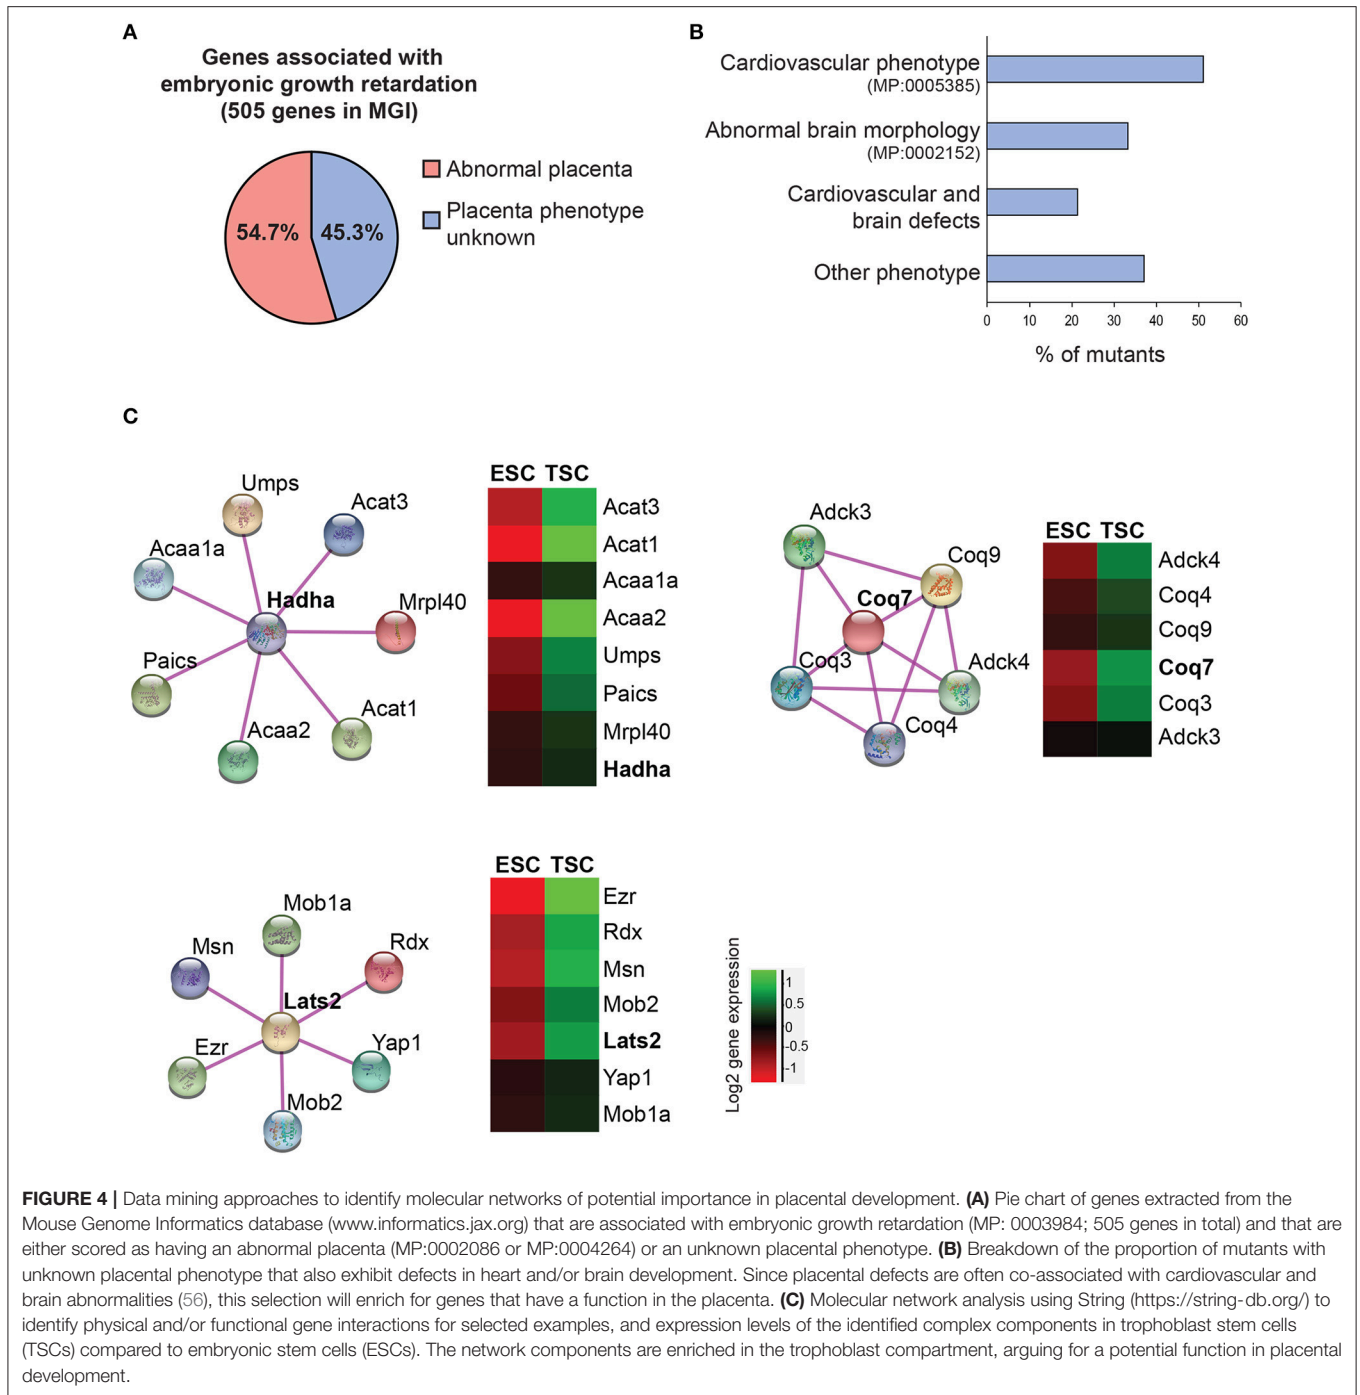 A
Genes associated with
embryonic growth retardation
(505 genes in MGI)
54.7%
45.3%
Abnormal placenta
Placenta phenotype
unknown
B
Cardiovascular phenotype
(MP:0005385)
Abnormal brain morphology
(MP:0002152)
Cardiovascular and
brain defects
Other phenotype
0 10 20 30 40 50 60
% of mutants
C
Umps
Acat3
Acaa1a
Hadha
Mrpl40
Paics
Acaa2
Acat1
ESC TSC
Acat3
Acat1
Acaa1a
Acaa2
Umps
Paics
Mrpl40
Hadha
Adck3
Coq9
Coq7
Coq3
Adck4
Coq4
ESC TSC
Adck4
Coq4
Coq9
Coq7
Coq3
Adck3
Mob1a
Msn
Rdx
Lats2
Ezr
Yap1
Mob2
ESC TSC
Ezr
Rdx
Msn
Mob2
Lats2
Yap1
Mob1a
Log2 gene expression
1
0.5
0
-0.5
-1
FIGURE 4 | Data mining approaches to identify molecular networks of potential importance in placental development. (A) Pie chart of genes extracted from the
Mouse Genome Informatics database (www.informatics.jax.org) that are associated with embryonic growth retardation (MP: 0003984; 505 genes in total) and that are
either scored as having an abnormal placenta (MP:0002086 or MP:0004264) or an unknown placental phenotype. (B) Breakdown of the proportion of mutants with
unknown placental phenotype that also exhibit defects in heart and/or brain development. Since placental defects are often co-associated with cardiovascular and
brain abnormalities (56), this selection will enrich for genes that have a function in the placenta. (C) Molecular network analysis using String (https://string-db.org/) to
identify physical and/or functional gene interactions for selected examples, and expression levels of the identified complex components in trophoblast stem cells
(TSCs) compared to embryonic stem cells (ESCs). The network components are enriched in the trophoblast compartment, arguing for a potential function in placental
development.